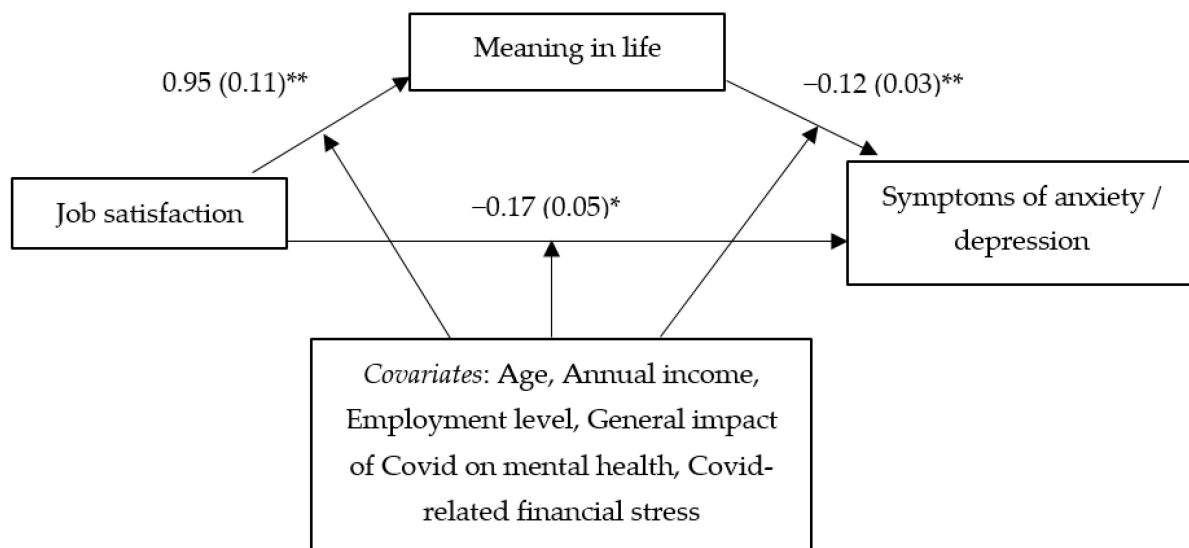 Meaning in life
0.95 (0.11)**
−0.12 (0.03)**
Job satisfaction
−0.17 (0.05)*
Symptoms of anxiety /
depression
Covariates: Age, Annual income,
Employment level, General impact
of Covid on mental health, Covid-
related financial stress